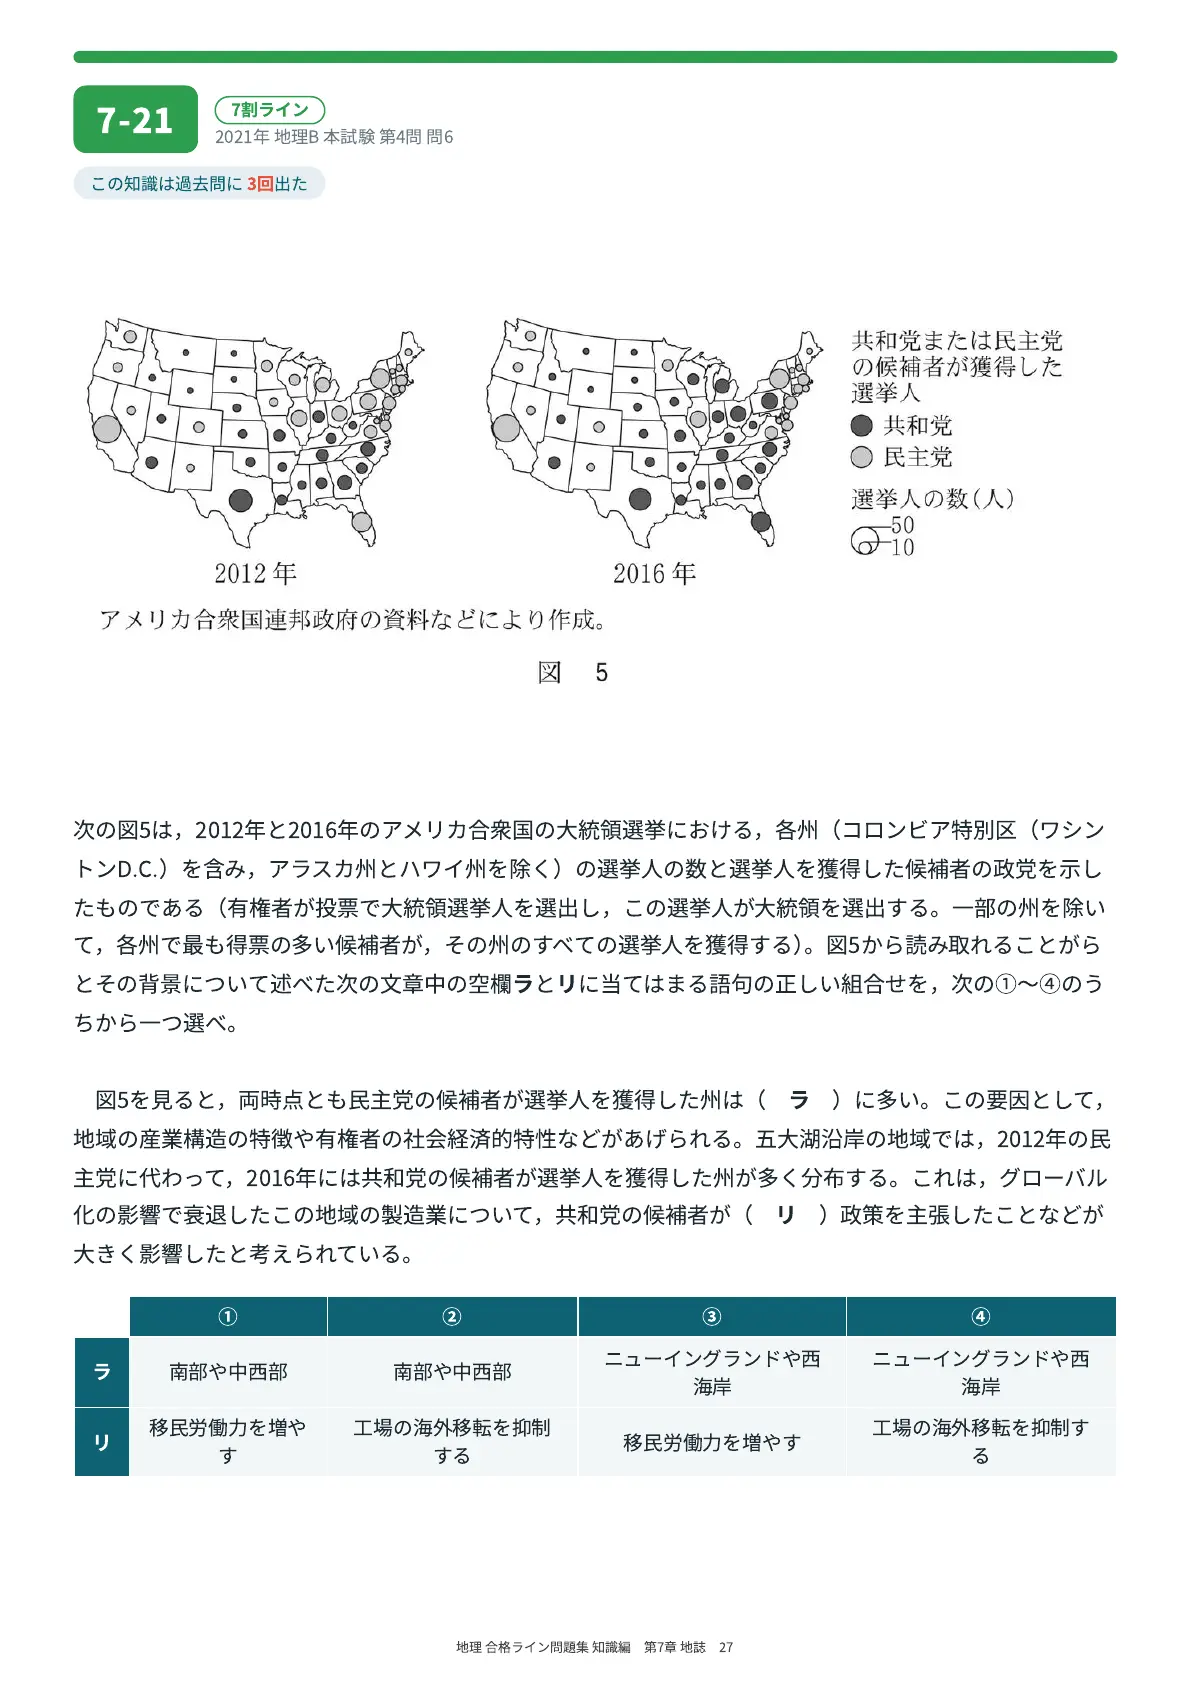 7-21
7割ライン
2021年 地理B 本試験 第4問 問6
この知識は過去問に 3回出た
共和党または民主党
の候補者が獲得した
選挙人
共和党
民主党
選挙人の数(人)
50
10
2012 年
2016 年
アメリカ合衆国連邦政府の資料などにより作成。
図 5
次の図5は，2012年と2016年のアメリカ合衆国の大統領選挙における，各州（コロンビア特別区（ワシン
トンD.C.）を含み，アラスカ州とハワイ州を除く）の選挙人の数と選挙人を獲得した候補者の政党を示し
たものである（有権者が投票で大統領選挙人を選出し，この選挙人が大統領を選出する。一部の州を除い
て，各州で最も得票の多い候補者が，その州のすべての選挙人を獲得する）。図5から読み取れることがら
とその背景について述べた次の文章中の空欄ラとリに当てはまる語句の正しい組合せを，次の①～④のう
ちから一つ選べ。
図5を見ると，両時点とも民主党の候補者が選挙人を獲得した州は（　ラ　）に多い。この要因として，
地域の産業構造の特徴や有権者の社会経済的特性などがあげられる。五大湖沿岸の地域では，2012年の民
主党に代わって，2016年には共和党の候補者が選挙人を獲得した州が多く分布する。これは，グローバル
化の影響で衰退したこの地域の製造業について，共和党の候補者が（　リ　）政策を主張したことなどが
大きく影響したと考えられている。
① ② ③ ④
ラ 南部や中西部 南部や中西部 ニューイングランドや西
海岸 ニューイングランドや西
海岸
リ 移民労働力を増や
す 工場の海外移転を抑制
する 移民労働力を増やす 工場の海外移転を抑制す
る
地理 合格ライン問題集 知識編　第7章 地誌　27